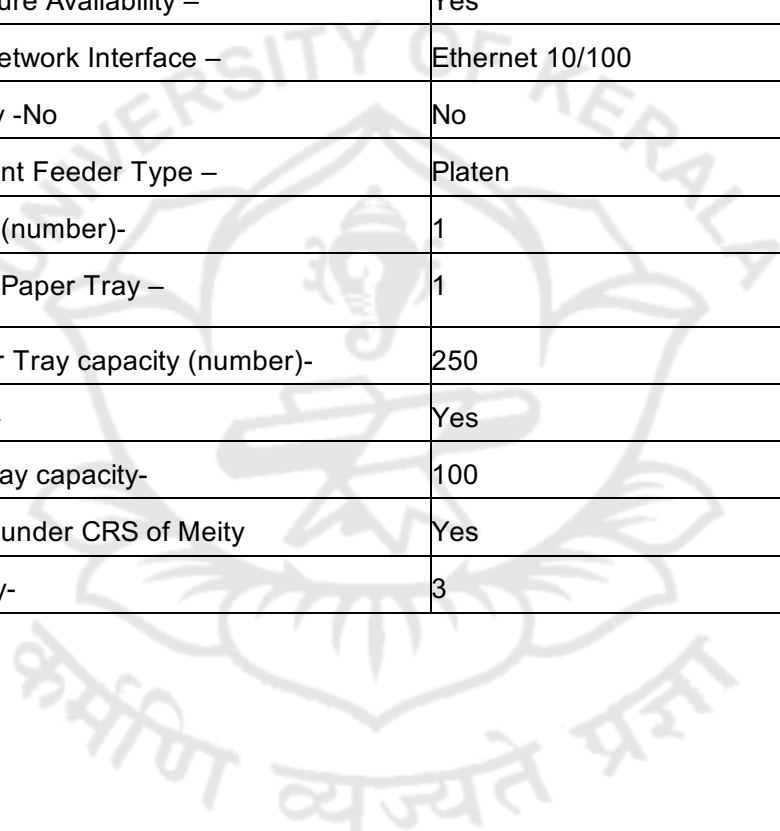 ure Availability – Yes
etwork Interface – Ethernet 10/100
y -No No
nt Feeder Type – Platen
(number)- 1
Paper Tray – 1
r Tray capacity (number)- 250
- Yes
ay capacity- 100
under CRS of Meity Yes
y- 3
UNIVERSITY OF KERALA
कर्मणि व्यज्यते प्रज्ञा